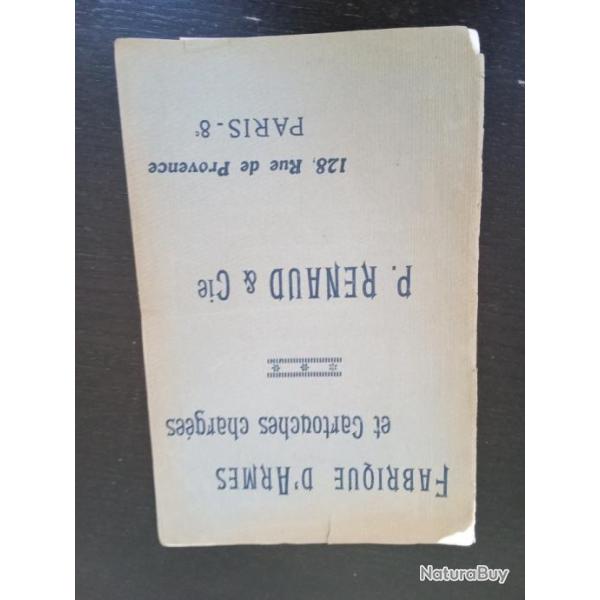 FABRIQUE D'ARMES
et Cartouches chargées
P. RENAUD & Cie
128, Rue de Provence
PARIS - 8e
NaturaBuy